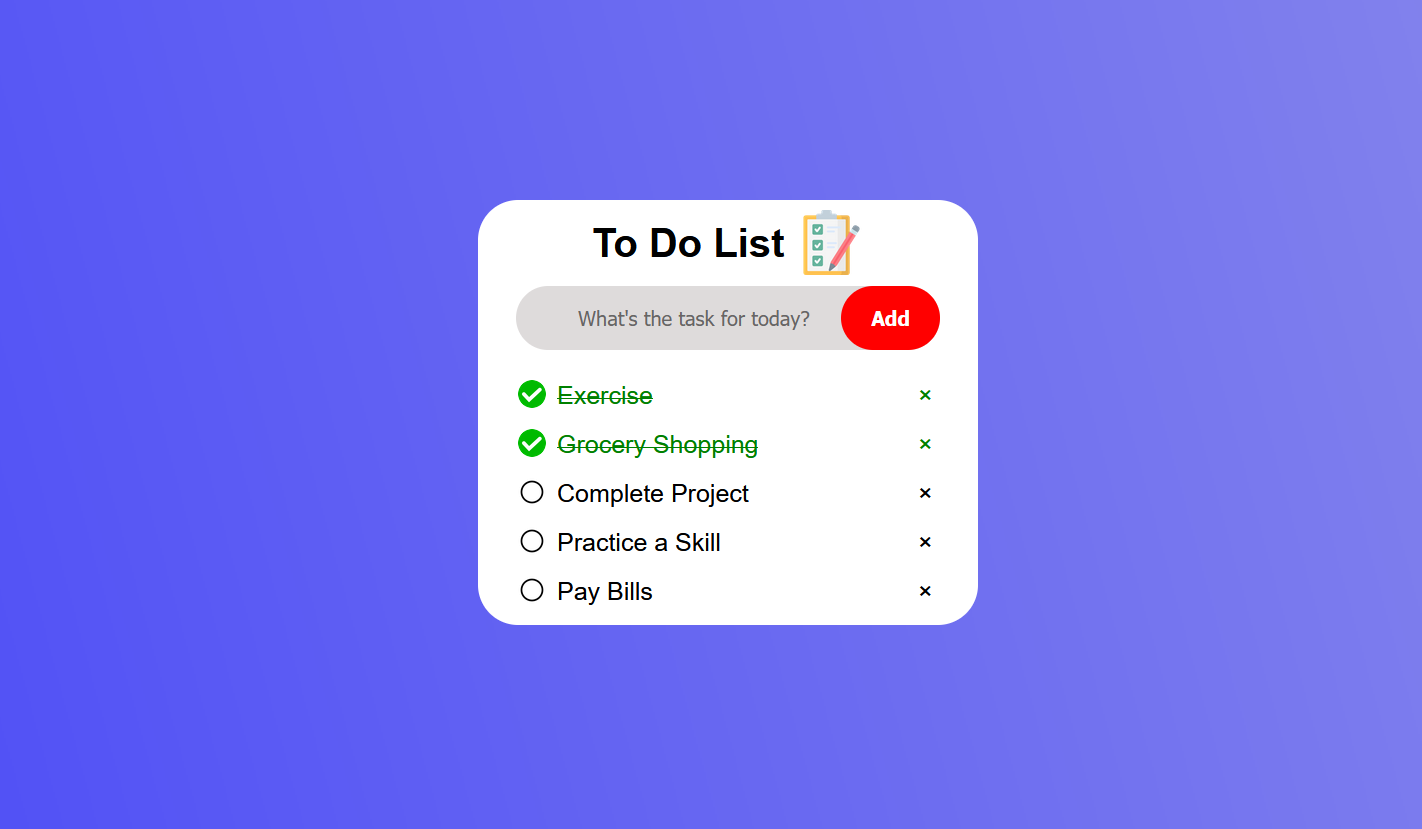 To Do List
What's the task for today?
Add
Exercise
Grocery Shopping
Complete Project
Practice a Skill
Pay Bills